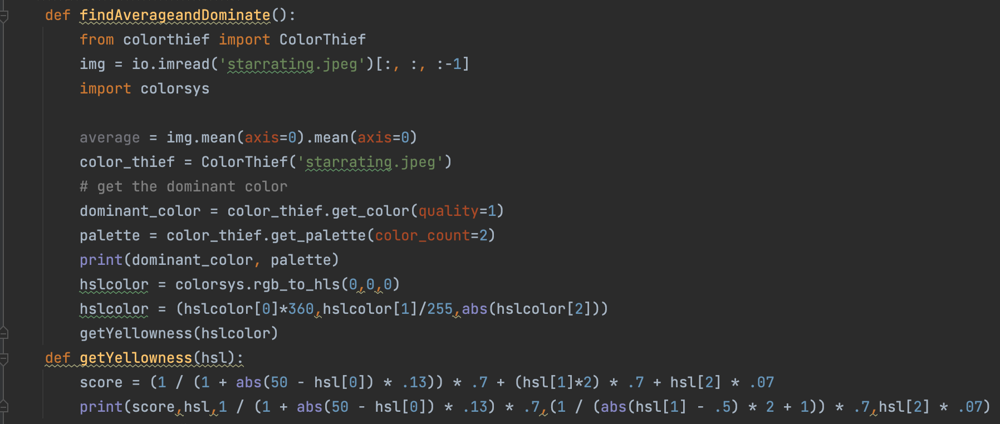 def findAverageandDominate():
    from colorthief import ColorThief
    img = io.imread('starrating.jpeg')[:, :, :-1]
    import colorsys

    average = img.mean(axis=0).mean(axis=0)
    color_thief = ColorThief('starrating.jpeg')
    # get the dominant color
    dominant_color = color_thief.get_color(quality=1)
    palette = color_thief.get_palette(color_count=2)
    print(dominant_color, palette)
    hslcolor = colorsys.rgb_to_hls(0,0,0)
    hslcolor = (hslcolor[0]*360,hslcolor[1]/255,abs(hslcolor[2]))
    getYellowness(hslcolor)
def getYellowness(hsl):
    score = (1 / (1 + abs(50 - hsl[0]) * .13)) * .7 + (hsl[1]*2) * .7 + hsl[2] * .07
    print(score,hsl,1 / (1 + abs(50 - hsl[0]) * .13) * .7,(1 / (abs(hsl[1] - .5) * 2 + 1)) * .7,hsl[2] * .07)